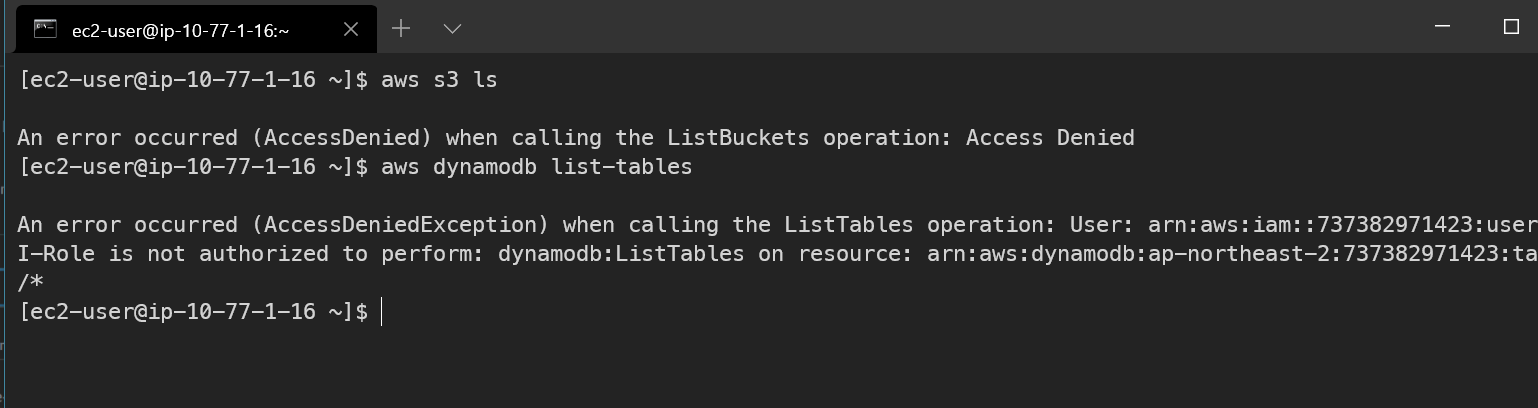 ec2-user@ip-10-77-1-16:~
[ec2-user@ip-10-77-1-16 ~]$ aws s3 ls
An error occurred (AccessDenied) when calling the ListBuckets operation: Access Denied
[ec2-user@ip-10-77-1-16 ~]$ aws dynamodb list-tables
An error occurred (AccessDeniedException) when calling the ListTables operation: User: arn:aws:iam::737382971423:user
I-Role is not authorized to perform: dynamodb:ListTables on resource: arn:aws:dynamodb:ap-northeast-2:737382971423:ta
/*
[ec2-user@ip-10-77-1-16 ~]$